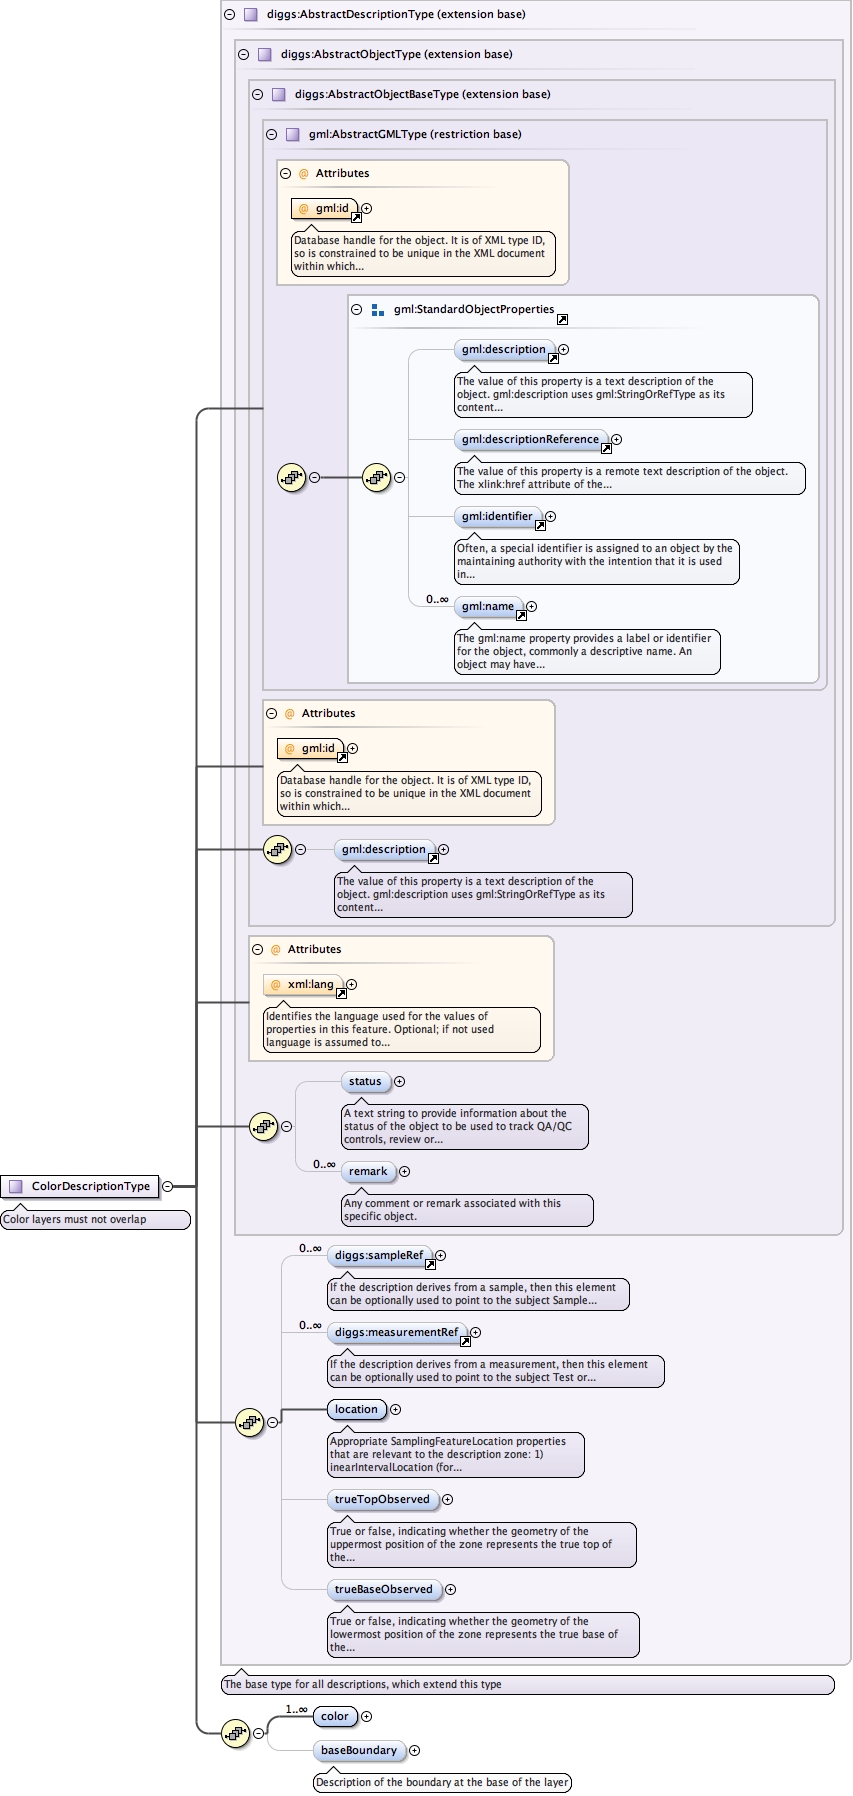 diggs:AbstractDescriptionType (extension base)
diggs:AbstractObjectType (extension base)
diggs:AbstractObjectBaseType (extension base)
gml:AbstractGMLType (restriction base)
@ Attributes
@ gml:id
Database handle for the object. It is of XML type ID,
so is constrained to be unique in the XML document
within which...
gml:StandardObjectProperties
gml:description
The value of this property is a text description of the
object. gml:description uses gml:StringOrRefType as its
content...
gml:descriptionReference
The value of this property is a remote text description of the object.
The xlink:href attribute of the...
gml:identifier
Often, a special identifier is assigned to an object by the
maintaining authority with the intention that it is used
in...
0..∞
gml:name
The gml:name property provides a label or identifier
for the object, commonly a descriptive name. An
object may have...
@ Attributes
@ gml:id
Database handle for the object. It is of XML type ID,
so is constrained to be unique in the XML document
within which...
gml:description
The value of this property is a text description of the
object. gml:description uses gml:StringOrRefType as its
content...
@ Attributes
@ xml:lang
Identifies the language used for the values of
properties in this feature. Optional; if not used
language is assumed to...
status
A text string to provide information about the
status of the object to be used to track QA/QC
controls, review or...
0..∞
remark
Any comment or remark associated with this
specific object.
ColorDescriptionType
Color layers must not overlap
0..∞
diggs:sampleRef
If the description derives from a sample, then this element
can be optionally used to point to the subject Sample...
0..∞
diggs:measurementRef
If the description derives from a measurement, then this element
can be optionally used to point to the subject Test or...
location
Appropriate SamplingFeatureLocation properties
that are relevant to the description zone: 1)
inearIntervalLocation (for...
trueTopObserved
True or false, indicating whether the geometry of the
uppermost position of the zone represents the true top of
the...
trueBaseObserved
True or false, indicating whether the geometry of the
lowermost position of the zone represents the true base of
the...
The base type for all descriptions, which extend this type
1..∞
color
baseBoundary
Description of the boundary at the base of the layer